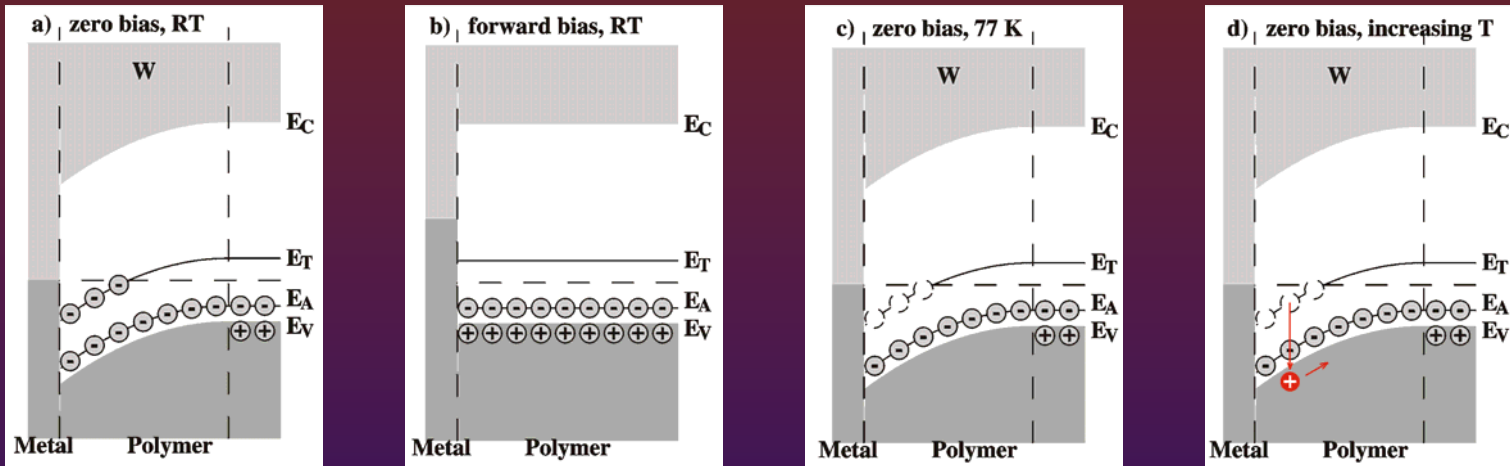 a) zero bias, RT
W
E_C
E_T
E_A
- - - - - - - - - - - -
E_V
+ +
Metal Polymer
b) forward bias, RT
E_C
E_T
- - - - - - - - -
E_A
+ + + + + + + + +
E_V
Metal Polymer
c) zero bias, 77 K
W
E_C
E_T
- - - - - - - - -
E_A
+ +
E_V
Metal Polymer
d) zero bias, increasing T
W
E_C
E_T
- - - - - - - - -
E_A
+ +
E_V
+
Metal Polymer